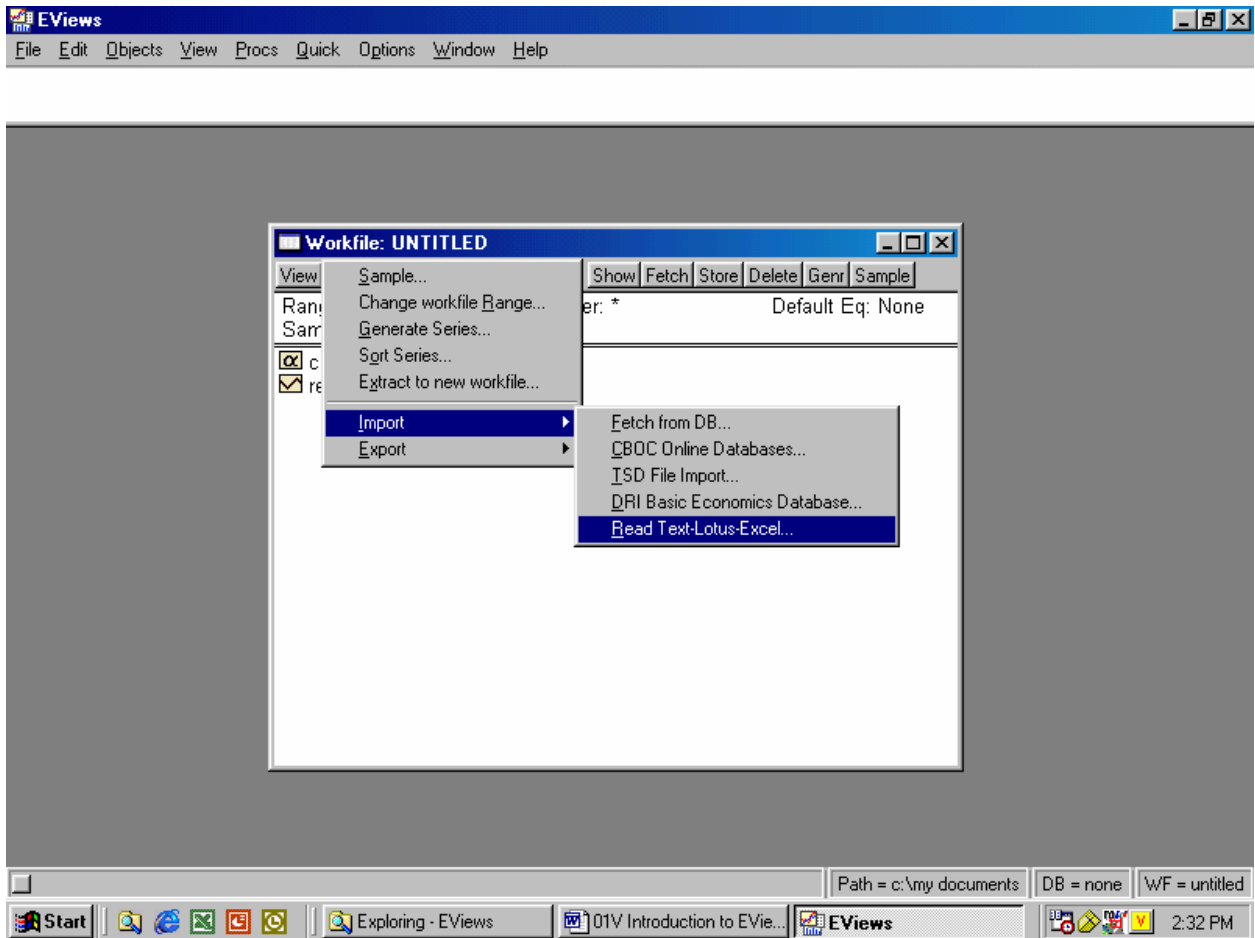 EViews
File Edit Objects View Procs Quick Options Window Help
Workfile: UNTITLED
View Show Fetch Store Delete Genr Sample
Sample...
Change workfile Range...
Generate Series...
Sort Series...
Extract to new workfile...
Import
Export
er: * Default Eq: None
c
Fetch from DB...
CBOC Online Databases...
TSD File Import...
DRI Basic Economics Database...
Read Text-Lotus-Excel...
Path = c:\my documents DB = none WF = untitled
Start Exploring - EViews 01V Introduction to EVie... EViews 2:32 PM